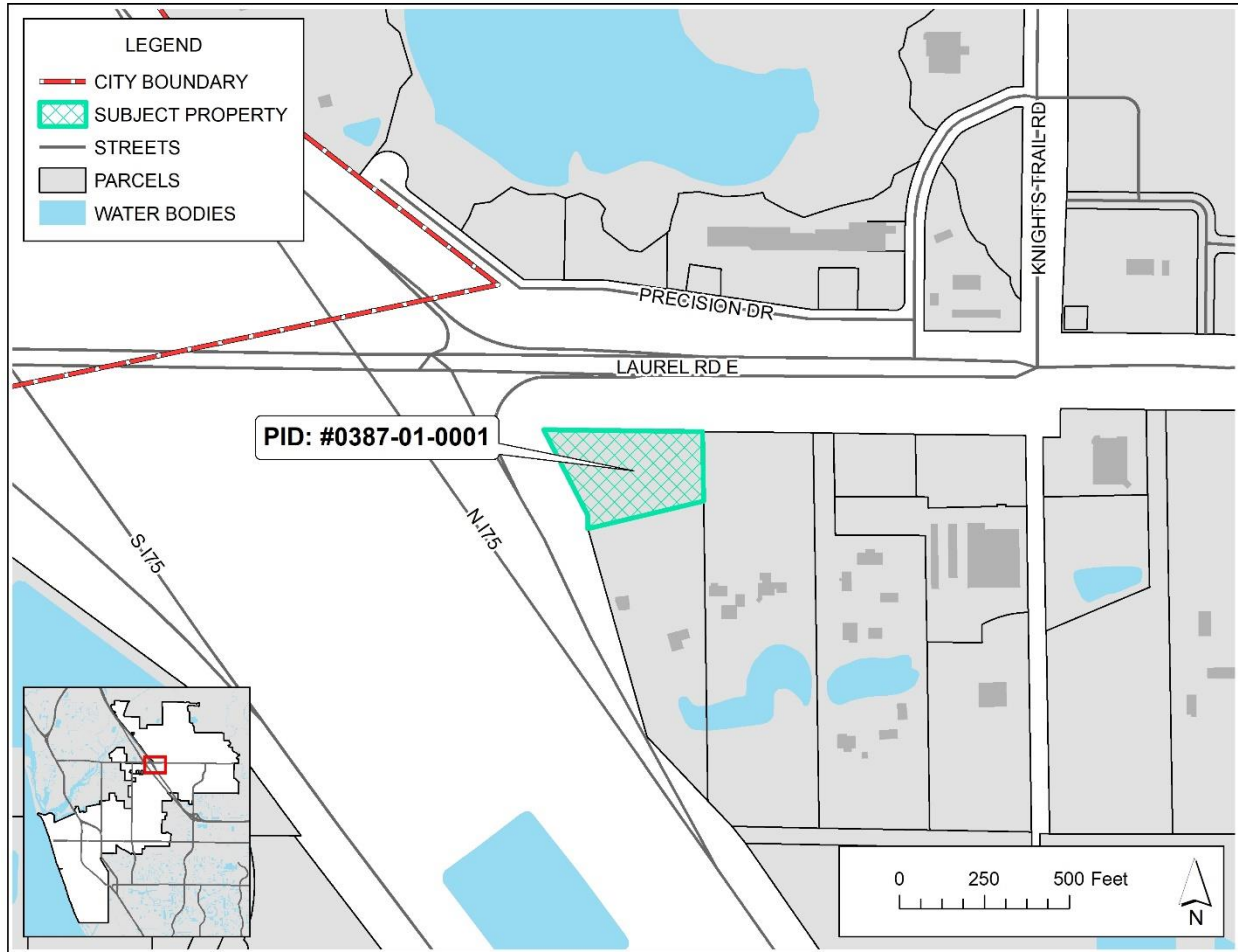 LEGEND
CITY BOUNDARY
SUBJECT PROPERTY
STREETS
PARCELS
WATER BODIES
KNIGHTS TRAIL RD
PRECISION DR
LAUREL RD E
PID: #0387-01-0001
S I75
N I75
0 250 500 Feet
N